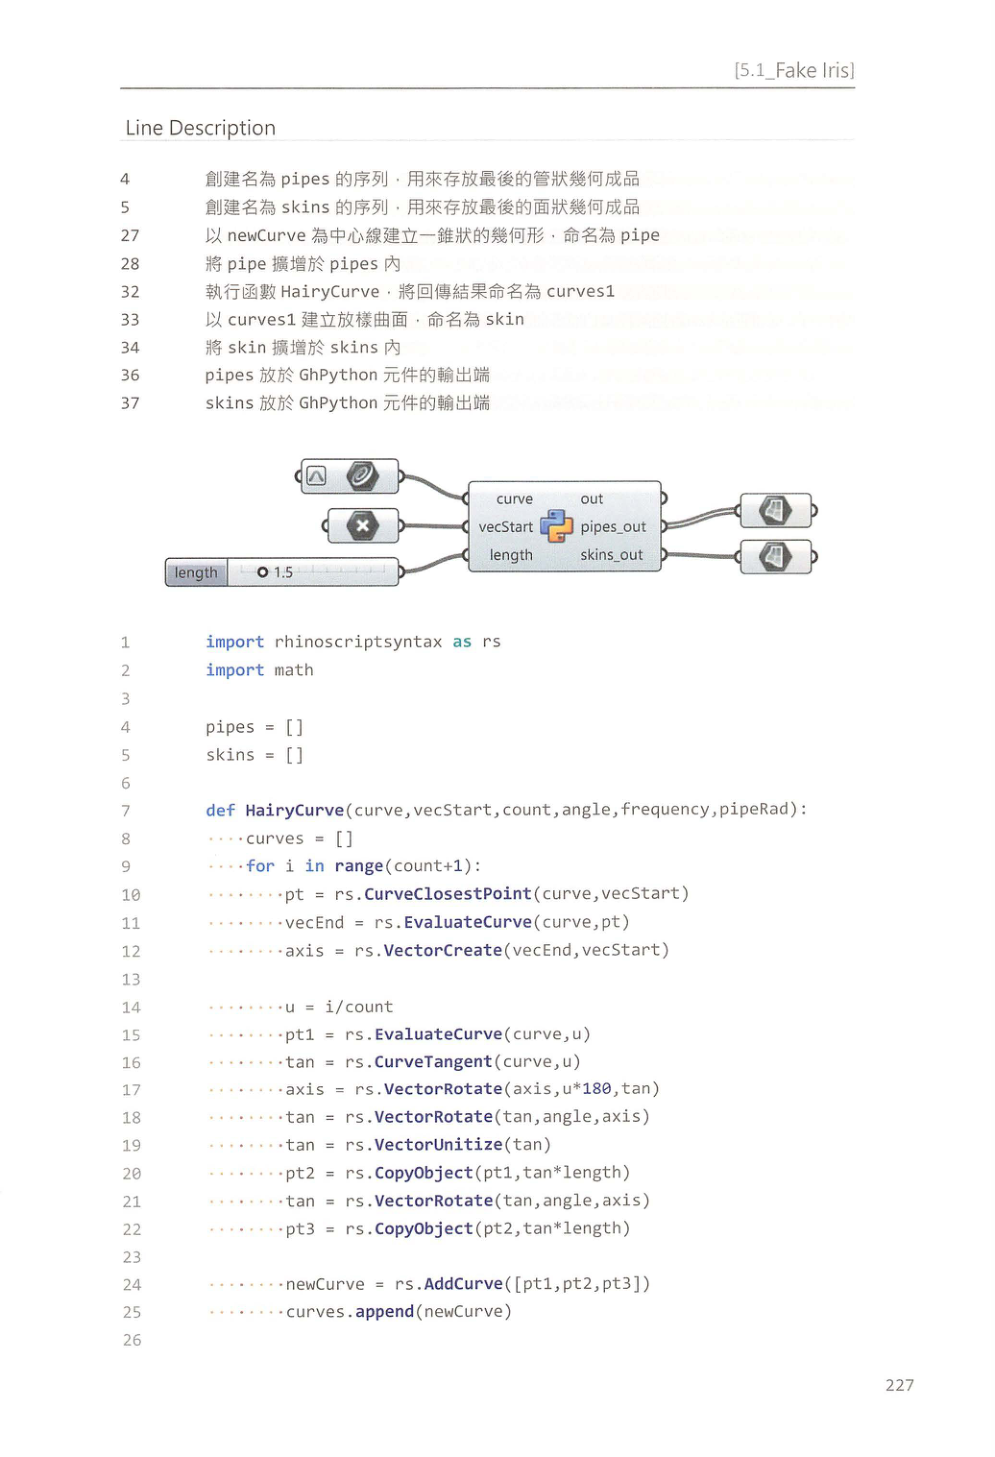 [5.1_Fake Iris]
Line Description
4 創建名為 pipes 的序列，用來存放最後的管狀幾何成品
5 創建名為 skins 的序列，用來存放最後的面狀幾何成品
27 以 newCurve 為中心線建立一錐狀的幾何形，命名為 pipe
28 將 pipe 擴增於 pipes 內
32 執行函數 HairyCurve，將回傳結果命名為 curves1
33 以 curves1 建立放樣曲面，命名為 skin
34 將 skin 擴增於 skins 內
36 pipes 放於 GhPython 元件的輸出端
37 skins 放於 GhPython 元件的輸出端
curve out
vecStart pipes_out
length skins_out
length 1.5
1 import rhinoscriptsyntax as rs
2 import math
3
4 pipes = []
5 skins = []
6
7 def HairyCurve(curve,vecStart,count,angle,frequency,pipeRad):
8 ····curves = []
9 ····for i in range(count+1):
10 ········pt = rs.CurveClosestPoint(curve,vecStart)
11 ········vecEnd = rs.EvaluateCurve(curve,pt)
12 ········axis = rs.VectorCreate(vecEnd,vecStart)
13
14 ········u = i/count
15 ········pt1 = rs.EvaluateCurve(curve,u)
16 ········tan = rs.CurveTangent(curve,u)
17 ········axis = rs.VectorRotate(axis,u*180,tan)
18 ········tan = rs.VectorRotate(tan,angle,axis)
19 ········tan = rs.VectorUnitize(tan)
20 ········pt2 = rs.CopyObject(pt1,tan*length)
21 ········tan = rs.VectorRotate(tan,angle,axis)
22 ········pt3 = rs.CopyObject(pt2,tan*length)
23
24 ········newCurve = rs.AddCurve([pt1,pt2,pt3])
25 ········curves.append(newCurve)
26
227